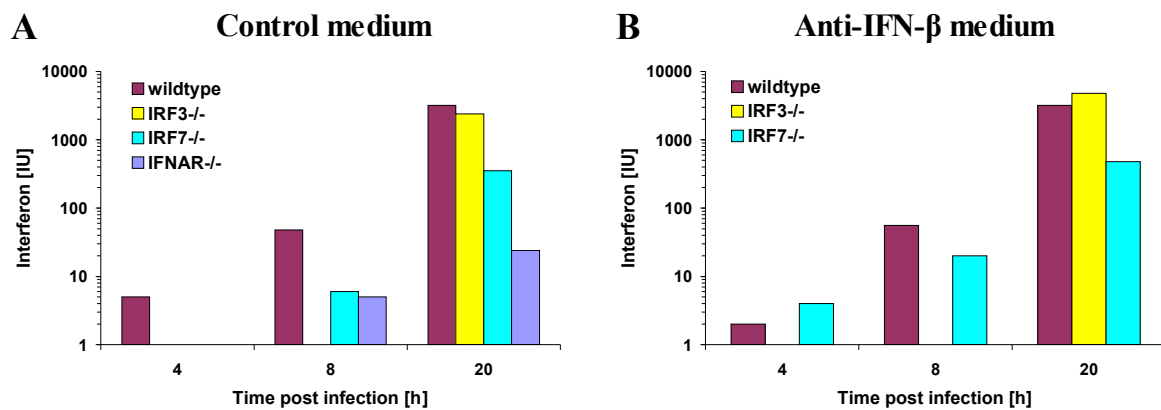 A
Control medium
Interferon [IU]
10000
1000
100
10
1
wildtype
IRF3-/-
IRF7-/-
IFNAR-/-
4 8 20
Time post infection [h]
B
Anti-IFN-β medium
Interferon [IU]
10000
1000
100
10
1
wildtype
IRF3-/-
IRF7-/-
4 8 20
Time post infection [h]